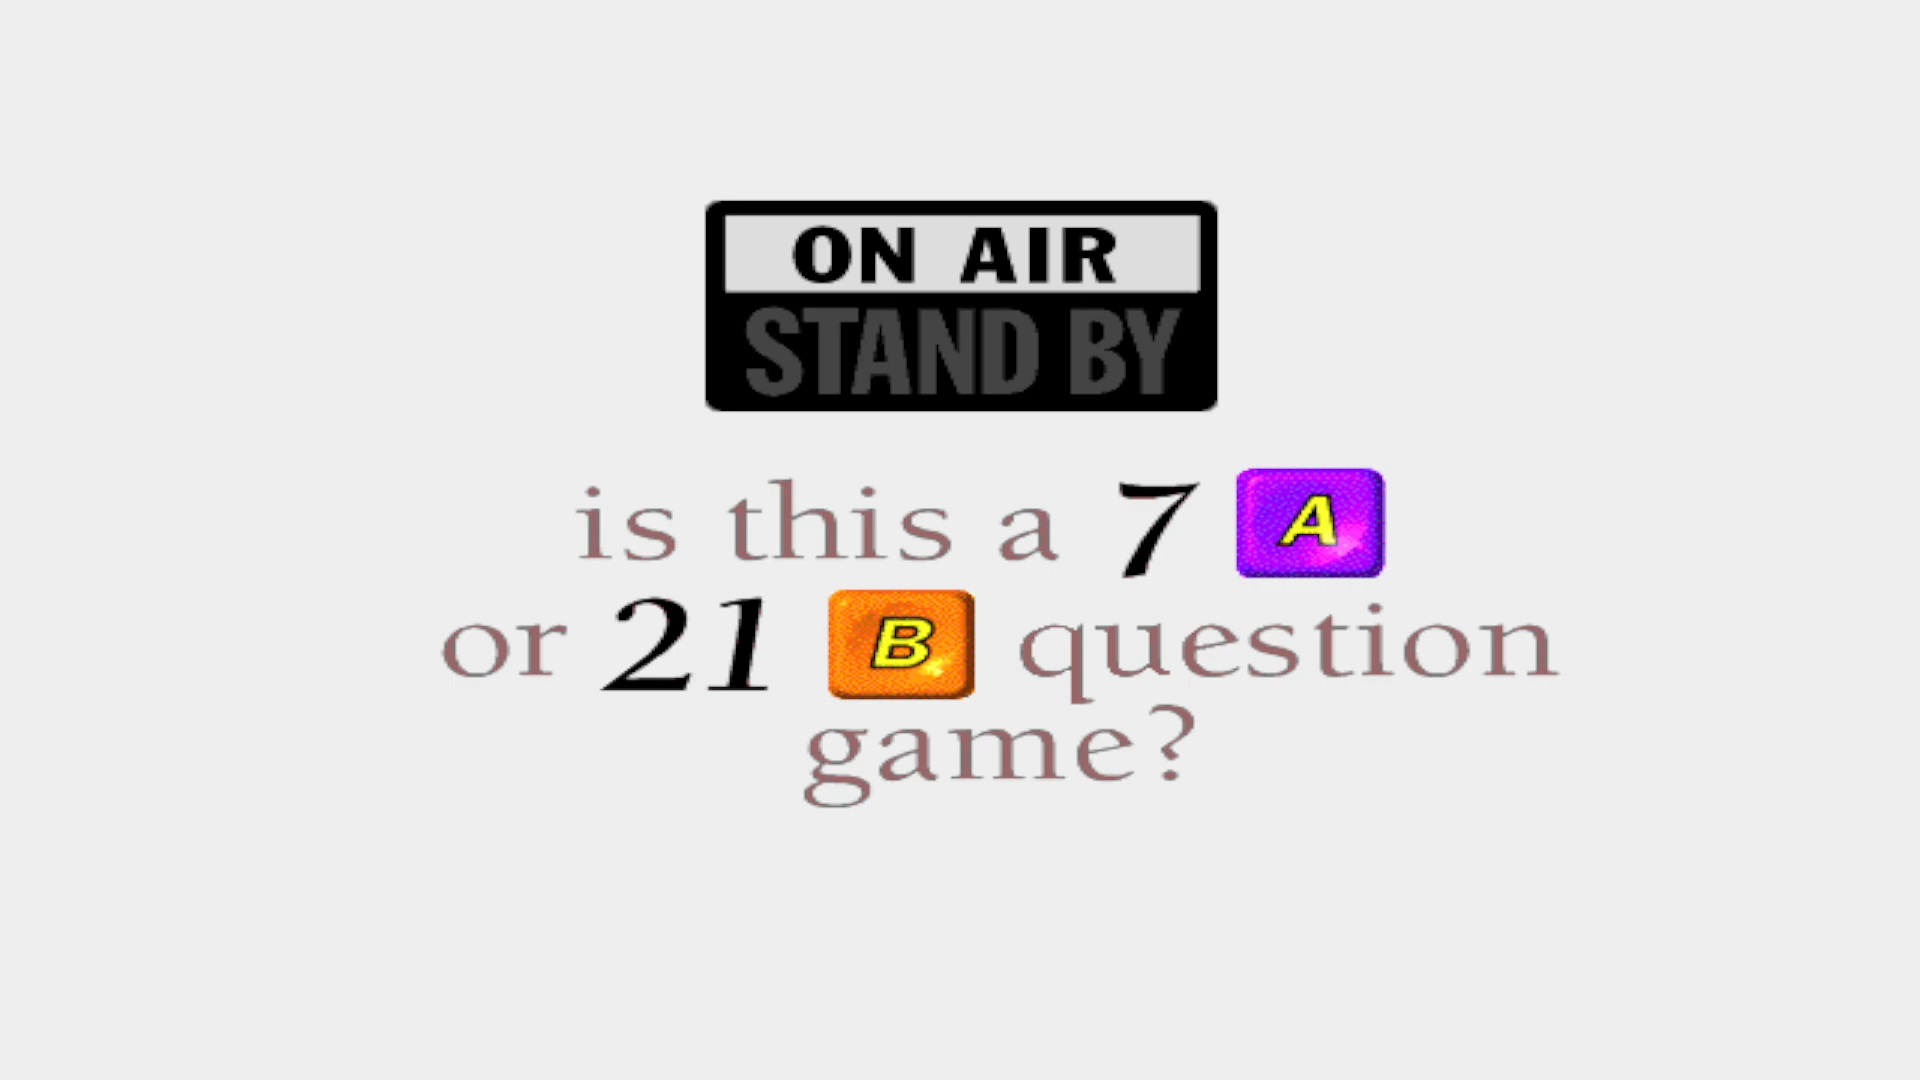 ON AIR
STAND BY
is this a 7 A
or 21 B question
game?